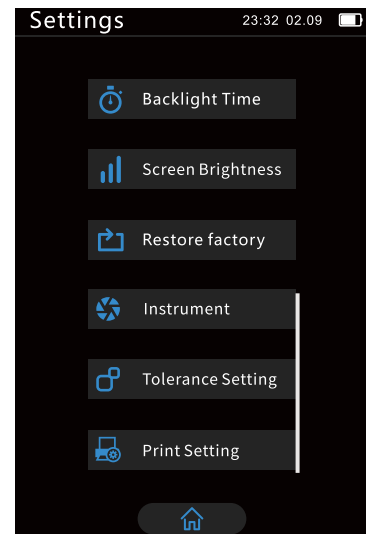 Settings 23:32 02.09
Backlight Time
Screen Brightness
Restore factory
Instrument
Tolerance Setting
Print Setting